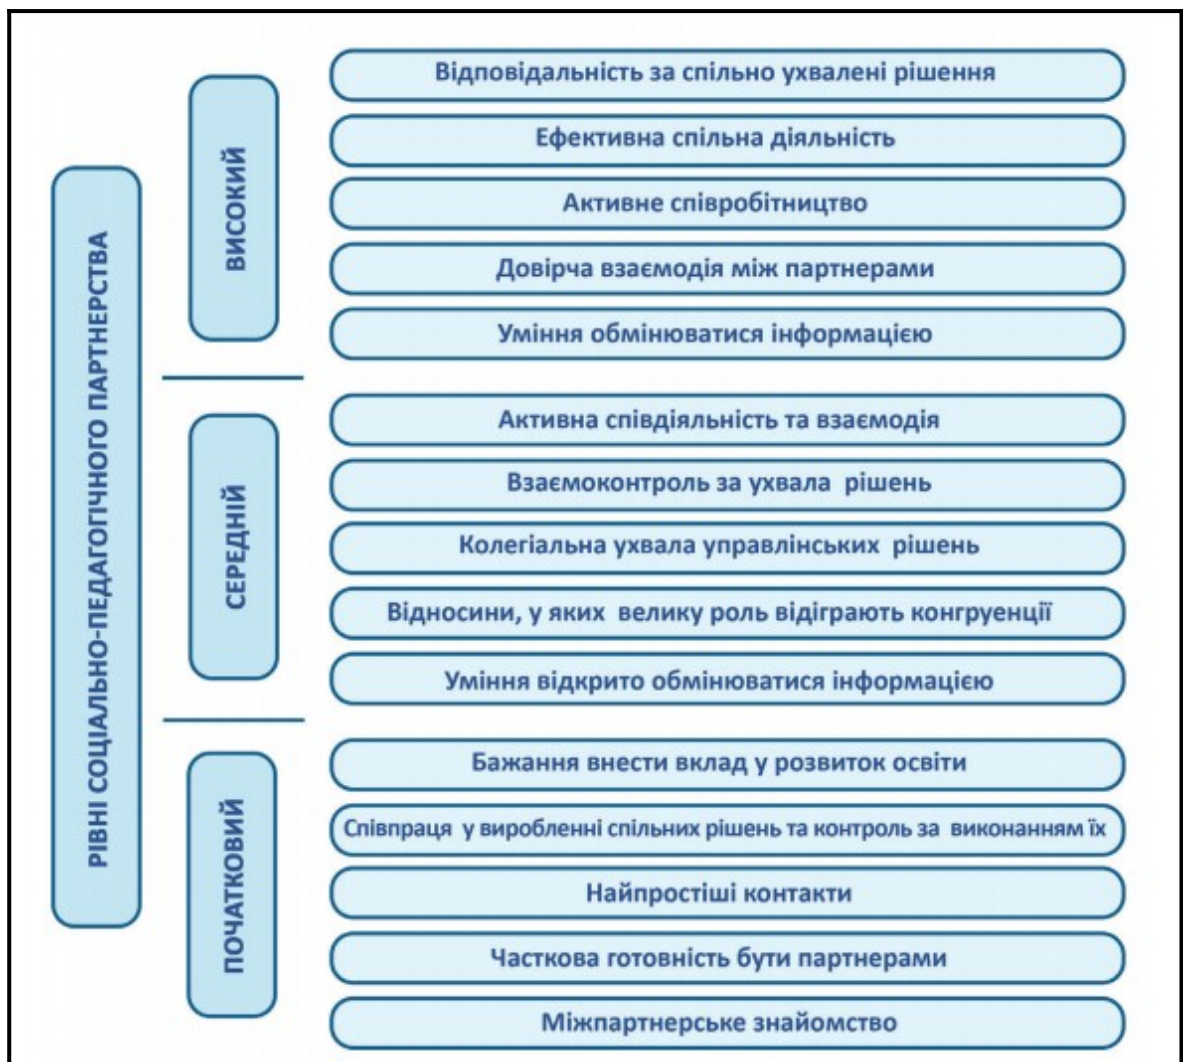 РІВНІ СОЦІАЛЬНО-ПЕДАГОГІЧНОГО ПАРТНЕРСТВА
ВИСОКИЙ
Відповідальність за спільно ухвалені рішення
Ефективна спільна діяльність
Активне співробітництво
Довірча взаємодія між партнерами
Уміння обмінюватися інформацією
СЕРЕДНІЙ
Активна співдіяльність та взаємодія
Взаємоконтроль за ухвала рішень
Колегіальна ухвала управлінських рішень
Відносини, у яких велику роль відіграють конгруенції
Уміння відкрито обмінюватися інформацією
ПОЧАТКОВИЙ
Бажання внести вклад у розвиток освіти
Співпраця у виробленні спільних рішень та контроль за виконанням їх
Найпростіші контакти
Часткова готовність бути партнерами
Міжпартнерське знайомство